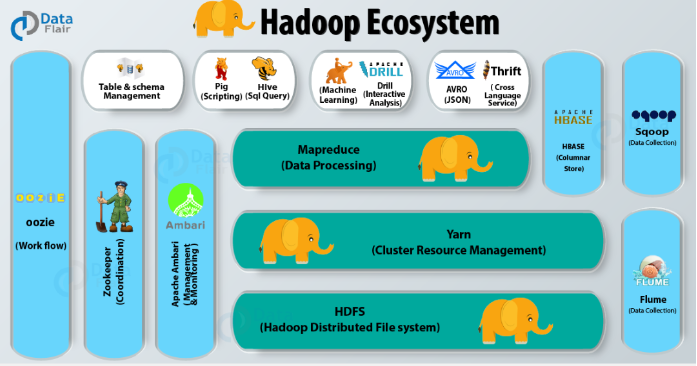 Data
Flair
Hadoop Ecosystem
Table & schema
Management
Pig
(Scripting)
HIve
(Sql Query)
(Machine
Learning)
APACHE
DRILL
Drill
(Interactive
Analysis)
AVRO
AVRO
(JSON)
Thrift
( Cross
Language
Service)
APACHE
HBASE
HBASE
(Columnar
Store)
sqoop
Sqoop
(Data Collection)
OOZIE
oozie
(Work flow)
Zookeeper
(Coordination)
Ambari
Apache Ambari
( Management
& Monitoring )
Mapreduce
(Data Processing)
Yarn
(Cluster Resource Management)
HDFS
(Hadoop Distributed File system)
FLUME
Flume
(Data Collection)